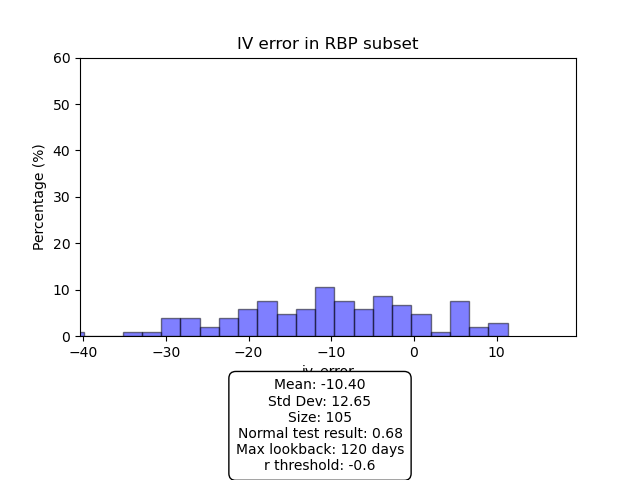 IV error in RBP subset
Percentage (%)
60
50
40
30
20
10
0
−40
−30
−20
−10
0
10
iv_error
Mean: -10.40
Std Dev: 12.65
Size: 105
Normal test result: 0.68
Max lookback: 120 days
r threshold: -0.6